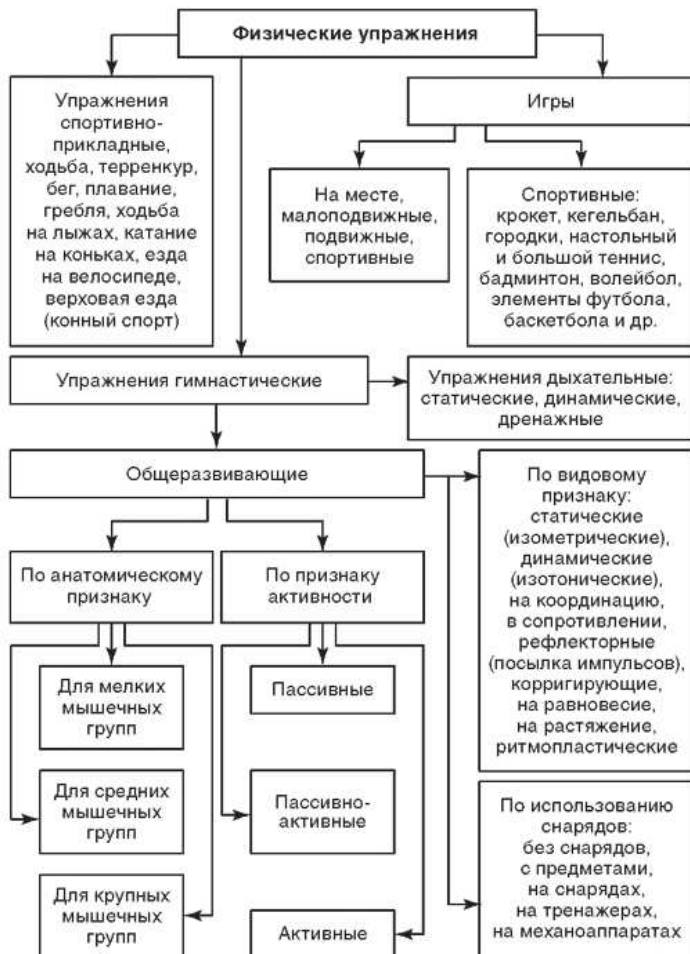 Физические упражнения
Упражнения
спортивно-
прикладные,
ходьба, терренкур,
бег, плавание,
гребля, ходьба
на лыжах, катание
на коньках, езда
на велосипеде,
верховая езда
(конный спорт)
Игры
На месте,
малоподвижные,
подвижные,
спортивные
Спортивные:
крокет, кегельбан,
городки, настольный
и большой теннис,
бадминтон, волейбол,
элементы футбола,
баскетбола и др.
Упражнения гимнастические
Упражнения дыхательные:
статические, динамические,
дренажные
Общеразвивающие
По видовому
признаку:
статические
(изометрические),
динамические
(изотонические),
на координацию,
в сопротивлении,
рефлекторные
(посылка импульсов),
корригирующие,
на равновесие,
на растяжение,
ритмопластические
По анатомическому
признаку
По признаку
активности
Для мелких
мышечных
групп
Пассивные
Для средних
мышечных
групп
Пассивно-
активные
Для крупных
мышечных
групп
Активные
По использованию
снарядов:
без снарядов,
с предметами,
на снарядах,
на тренажерах,
на механоаппаратах